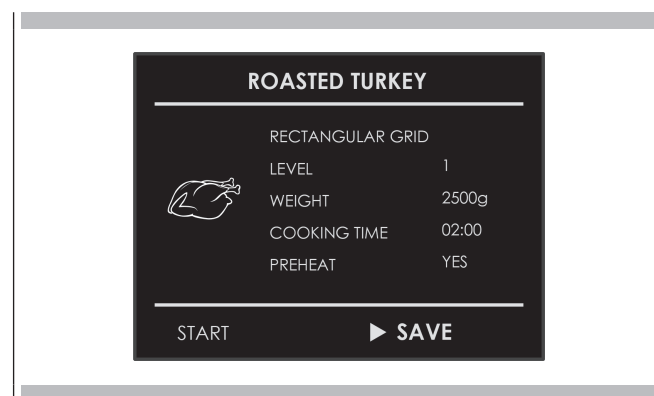 ROASTED TURKEY
RECTANGULAR GRID
LEVEL 1
WEIGHT 2500g
COOKING TIME 02:00
PREHEAT YES
START ▶ SAVE